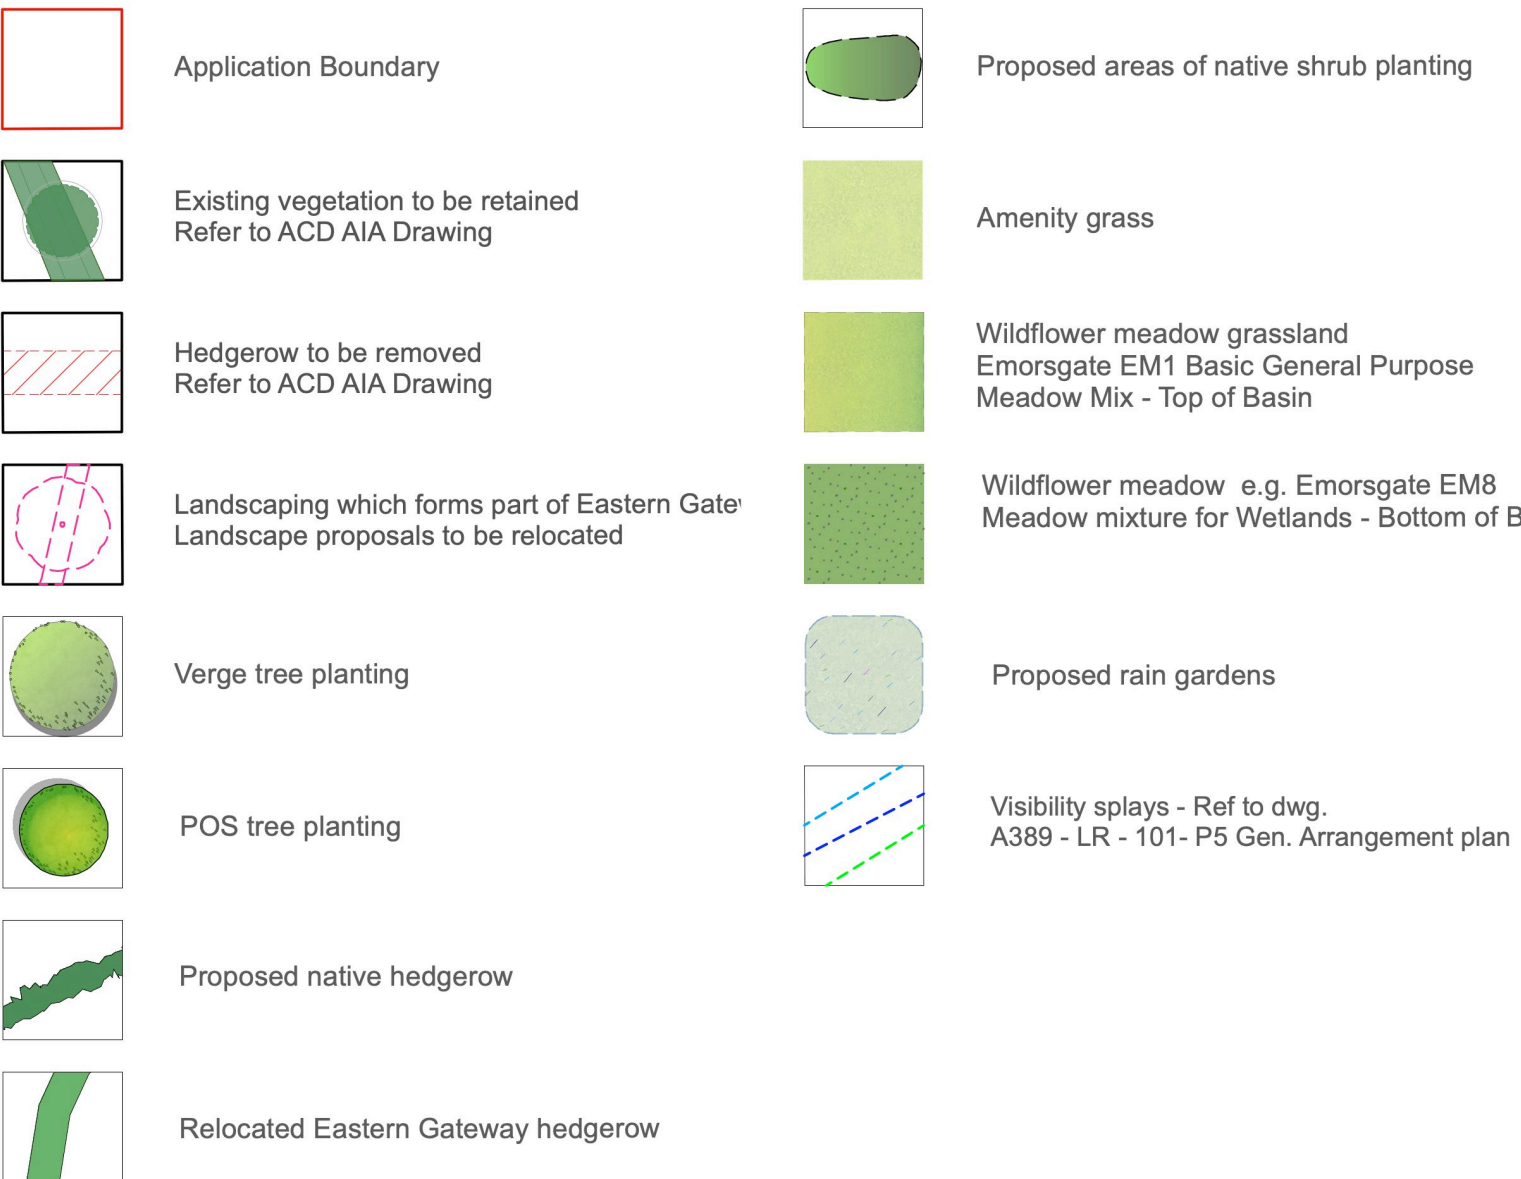 Application Boundary
Existing vegetation to be retained
Refer to ACD AIA Drawing
Hedgerow to be removed
Refer to ACD AIA Drawing
Landscaping which forms part of Eastern
Landscape proposals to be relocated
Verge tree planting
POS tree planting
Proposed native hedgerow
Relocated Eastern Gateway hedgerow
Proposed areas of native shrub planting
Amenity grass
Wildflower meadow grassland
Emorsgate EM1 Basic General Purpose
Meadow Mix - Top of Basin
Wildflower meadow e.g. Emorsgate EM8
Meadow mixture for Wetlands - Bottom of
Proposed rain gardens
Visibility splays - Ref to dwg.
A389 - LR - 101- P5 Gen. Arrangement plan